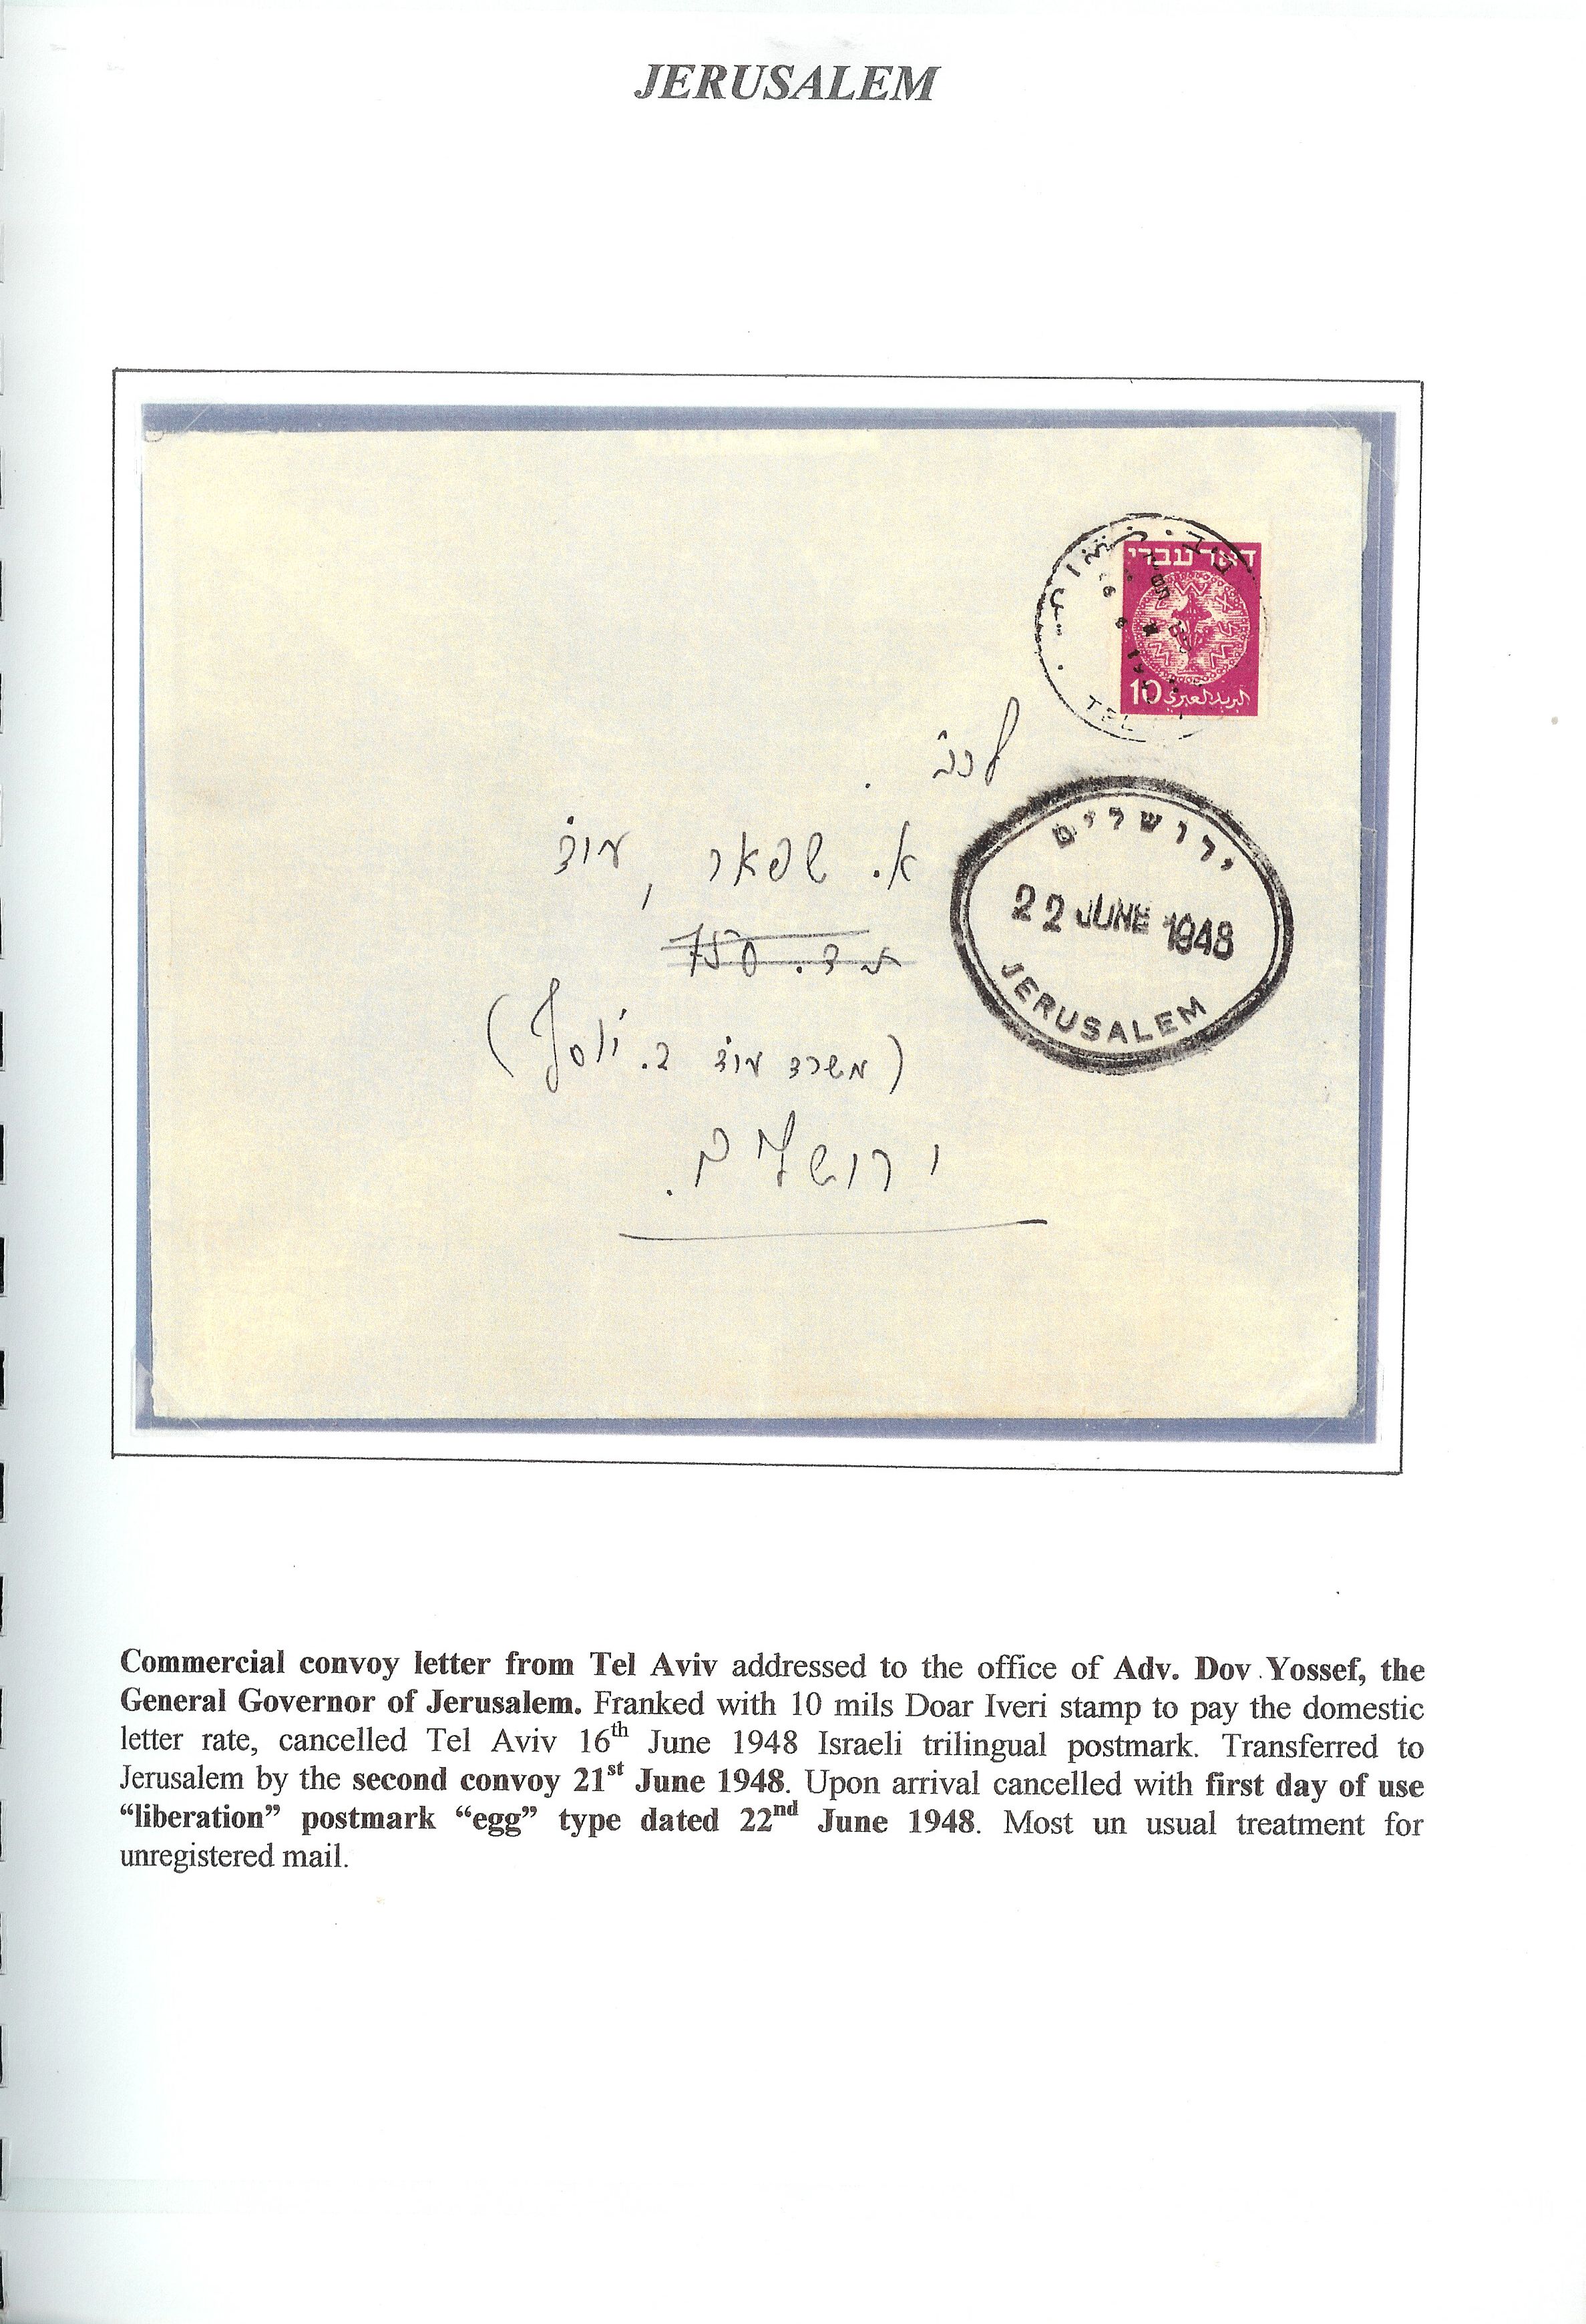 JERUSALEM
דאר עברי
10 البريد العبري
TEL
לכב'
א. שפאר, עו"ד
ת.ד. 750
(משרד עו"ד ב. יוסף)
ירושלים.
ירושלים
22 JUNE 1948
JERUSALEM
Commercial convoy letter from Tel Aviv addressed to the office of Adv. Dov Yossef, the
General Governor of Jerusalem. Franked with 10 mils Doar Iveri stamp to pay the domestic
letter rate, cancelled Tel Aviv 16th June 1948 Israeli trilingual postmark. Transferred to
Jerusalem by the second convoy 21st June 1948. Upon arrival cancelled with first day of use
“liberation” postmark “egg” type dated 22nd June 1948. Most un usual treatment for
unregistered mail.